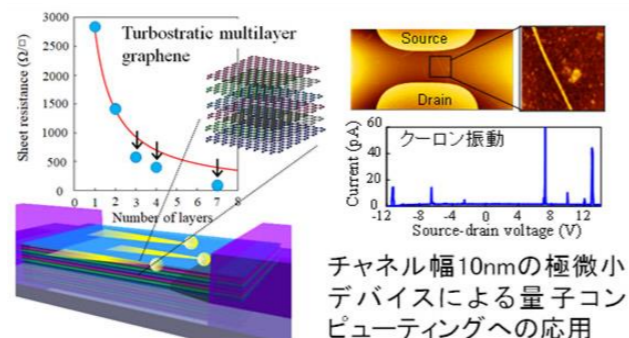 Turbostratic multilayer
graphene
Sheet resistance (Ω/□)
3000
2500
2000
1500
1000
500
0
0 1 2 3 4 5 6 7 8
Number of layers
Source
Drain
クーロン振動
Current (pA)
60
40
20
0
-12 -8 -4 0 4 8 12
Source-drain voltage (V)
チャネル幅10nmの極微小
デバイスによる量子コン
ピューティングへの応用